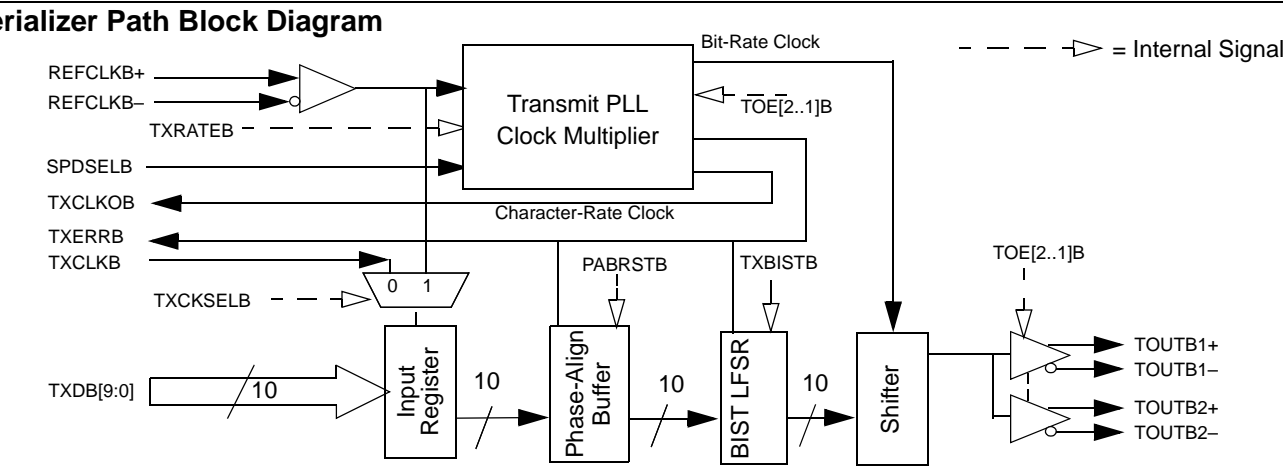 erializer Path Block Diagram
Bit-Rate Clock
= Internal Signal
REFCLKB+
REFCLKB–
TXRATEB
Transmit PLL
Clock Multiplier
TOE[2..1]B
SPDSELB
TXCLKOB
Character-Rate Clock
TXERRB
TXCLKB
PABRSTB
TXBISTB
TOE[2..1]B
0 1
TXCKSELB
TXDB[9:0]
10
Input
Register
10
Phase-Align
Buffer
10
BIST LFSR
10
Shifter
TOUTB1+
TOUTB1–
TOUTB2+
TOUTB2–